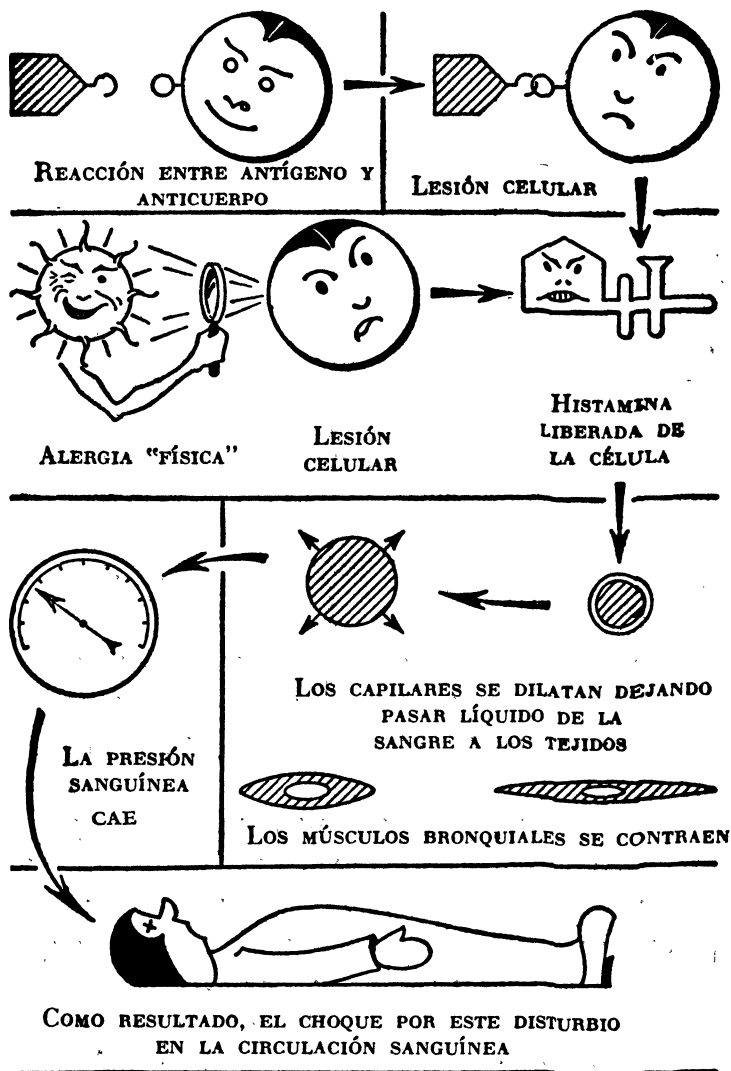 REACCIÓN ENTRE ANTÍGENO Y
ANTICUERPO
LESIÓN CELULAR
ALERGIA “FÍSICA”
LESIÓN
CELULAR
HISTAMINA
LIBERADA DE
LA CÉLULA
LOS CAPILARES SE DILATAN DEJANDO
PASAR LÍQUIDO DE LA
SANGRE A LOS TEJIDOS
LA PRESIÓN
SANGUÍNEA
CAE
LOS MÚSCULOS BRONQUIALES SE CONTRAEN
COMO RESULTADO, EL CHOQUE POR ESTE DISTURBIO
EN LA CIRCULACIÓN SANGUÍNEA